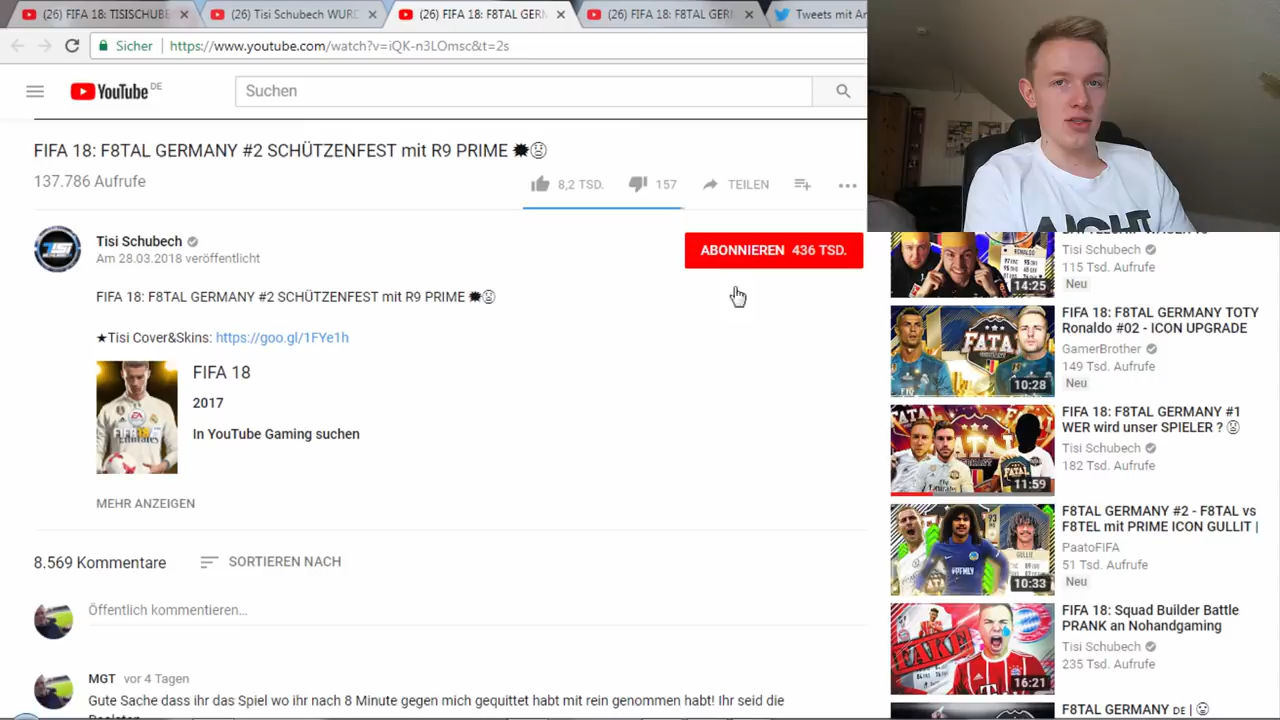 (26) FIFA 18: TISISCHUBE
(26) Tisi Schubech WURD
(26) FIFA 18: F8TAL GERM
(26) FIFA 18: F8TAL GERM
Tweets mit An
Sicher
https://www.youtube.com/watch?v=iQK-n3LOmsc&t=2s
YouTube DE
Suchen
FIFA 18: F8TAL GERMANY #2 SCHÜTZENFEST mit R9 PRIME
137.786 Aufrufe
8,2 TSD.
157
TEILEN
Tisi Schubech
Am 28.03.2018 veröffentlicht
ABONNIEREN 436 TSD.
FIFA 18: F8TAL GERMANY #2 SCHÜTZENFEST mit R9 PRIME
★Tisi Cover&Skins: https://goo.gl/1FYe1h
FIFA 18
2017
In YouTube Gaming suchen
MEHR ANZEIGEN
8.569 Kommentare
SORTIEREN NACH
Öffentlich kommentieren...
MGT vor 4 Tagen
Gute Sache dass ihr das Spiel wo ihr nach 3 Minute gegen mich gequittet habt mit rein genommen habt! Ihr seid die
Tisi Schubech
115 Tsd. Aufrufe
Neu
14:25
FIFA 18: F8TAL GERMANY TOTY
Ronaldo #02 - ICON UPGRADE
GamerBrother
149 Tsd. Aufrufe
Neu
FATAL
10:28
FIFA 18: F8TAL GERMANY #1
WER wird unser SPIELER ?
Tisi Schubech
182 Tsd. Aufrufe
FATAL
11:59
F8TAL GERMANY #2 - F8TAL vs
F8TEL mit PRIME ICON GULLIT |
PaatoFIFA
51 Tsd. Aufrufe
Neu
93
GULLIT
10:33
FIFA 18: Squad Builder Battle
PRANK an Nohandgaming
Tisi Schubech
235 Tsd. Aufrufe
FAKE
16:21
F8TAL GERMANY DE |